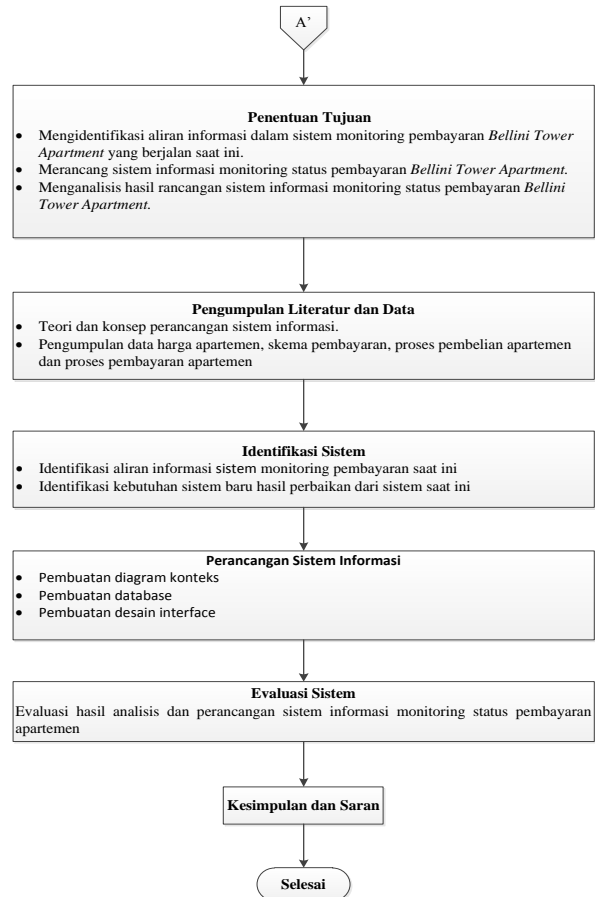 A’
Penentuan Tujuan
• Mengidentifikasi aliran informasi dalam sistem monitoring pembayaran Bellini Tower
Apartment yang berjalan saat ini.
• Merancang sistem informasi monitoring status pembayaran Bellini Tower Apartment.
• Menganalisis hasil rancangan sistem informasi monitoring status pembayaran Bellini
Tower Apartment.
Pengumpulan Literatur dan Data
• Teori dan konsep perancangan sistem informasi.
• Pengumpulan data harga apartemen, skema pembayaran, proses pembelian apartemen
dan proses pembayaran apartemen
Identifikasi Sistem
• Identifikasi aliran informasi sistem monitoring pembayaran saat ini
• Identifikasi kebutuhan sistem baru hasil perbaikan dari sistem saat ini
Perancangan Sistem Informasi
• Pembuatan diagram konteks
• Pembuatan database
• Pembuatan desain interface
Evaluasi Sistem
Evaluasi hasil analisis dan perancangan sistem informasi monitoring status pembayaran
apartemen
Kesimpulan dan Saran
Selesai